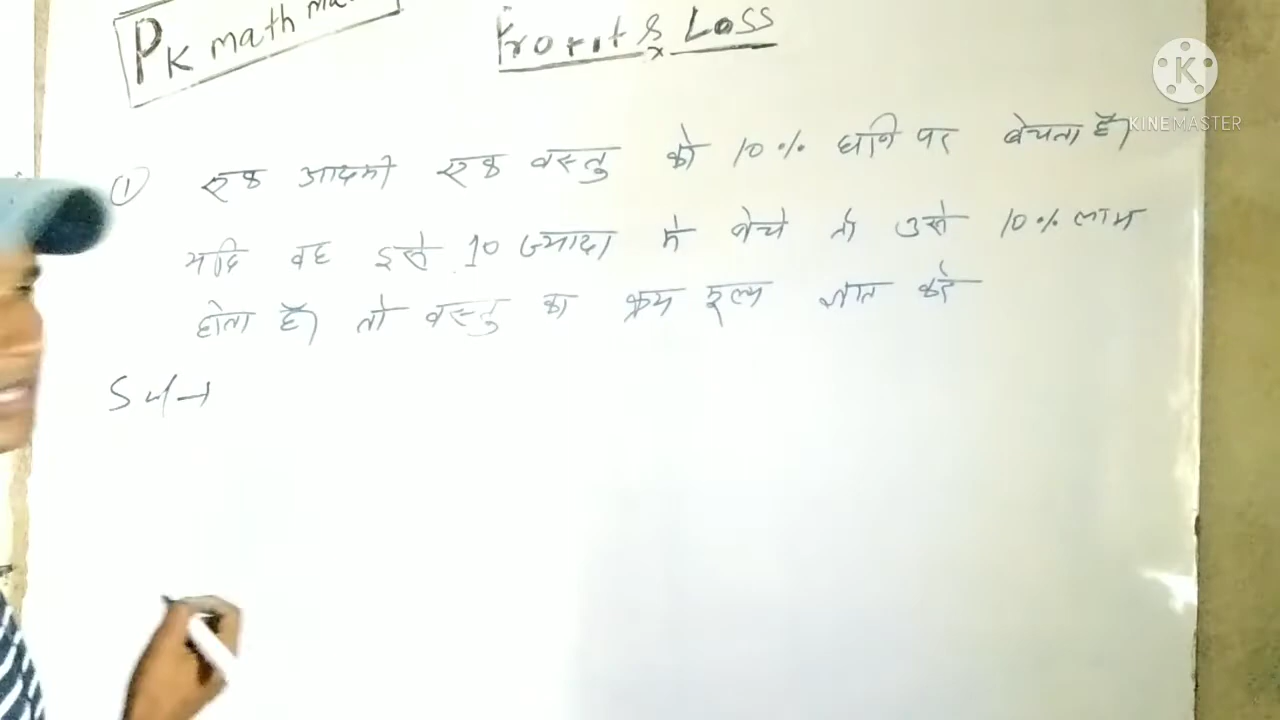 PK math
Profit & Loss
KINEMASTER
① एक आदमी एक वस्तु को 10% हानि पर बेचता है।
यदि वह इसे 10 ज्यादा में बेचे तो उसे 10% लाभ
होता है। तो वस्तु का क्रय मूल्य ज्ञात करें
Sol→